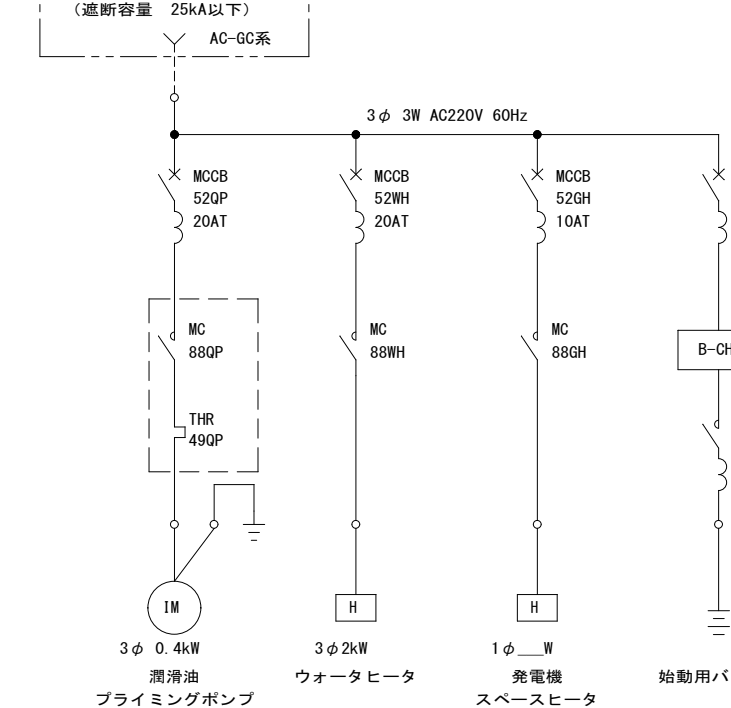 (遮断容量 25kA以下)
AC-GC系
3φ 3W AC220V 60Hz
MCCB
52QP
20AT
MCCB
52WH
20AT
MCCB
52GH
10AT
MC
88QP
MC
88WH
MC
88GH
B-CH
THR
49QP
IM
H
H
3φ 0.4kW
3φ2kW
1φ___W
潤滑油
プライミングポンプ
ウォータヒータ
発電機
スペースヒータ
始動用バ